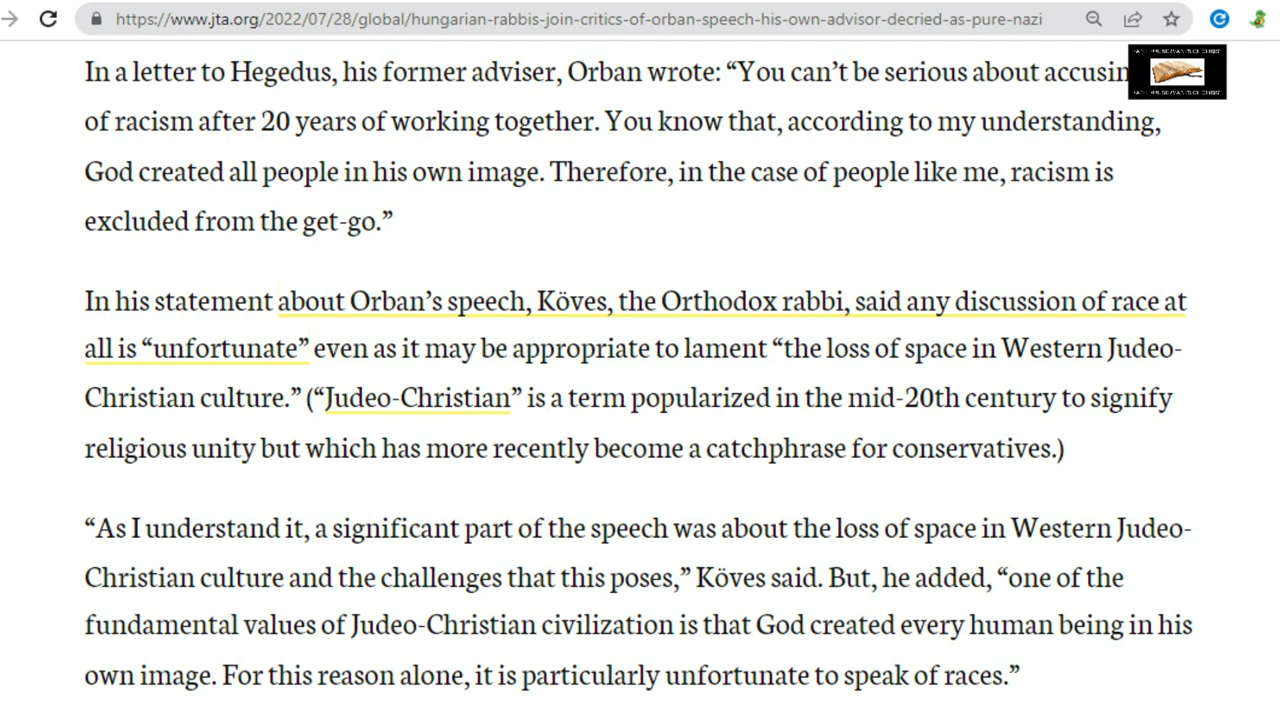 https://www.jta.org/2022/07/28/global/hungarian-rabbis-join-critics-of-orban-speech-his-own-advisor-decried-as-pure-nazi
In a letter to Hegedus, his former adviser, Orban wrote: “You can’t be serious about accusin
of racism after 20 years of working together. You know that, according to my understanding,
God created all people in his own image. Therefore, in the case of people like me, racism is
excluded from the get-go.”
In his statement about Orban’s speech, Köves, the Orthodox rabbi, said any discussion of race at
all is “unfortunate” even as it may be appropriate to lament “the loss of space in Western Judeo-
Christian culture.” (“Judeo-Christian” is a term popularized in the mid-20th century to signify
religious unity but which has more recently become a catchphrase for conservatives.)
“As I understand it, a significant part of the speech was about the loss of space in Western Judeo-
Christian culture and the challenges that this poses,” Köves said. But, he added, “one of the
fundamental values of Judeo-Christian civilization is that God created every human being in his
own image. For this reason alone, it is particularly unfortunate to speak of races.”